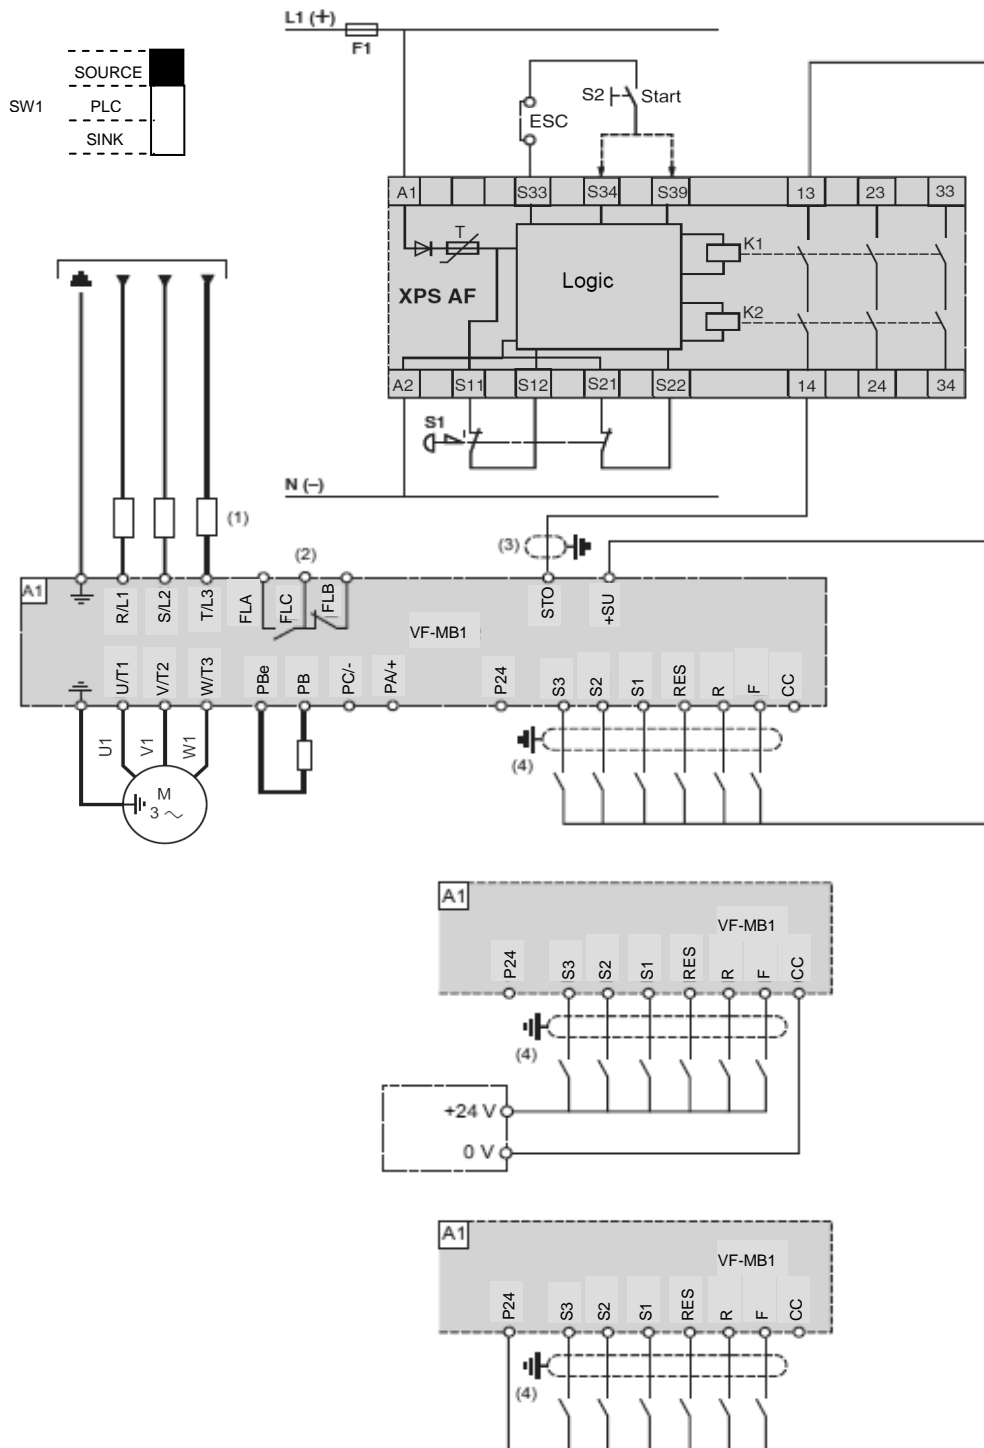 L1 (+)
F1
SOURCE
SW1 PLC
SINK
S2 Start
ESC
A1 S33 S34 S39 13 23 33
T
K1
XPS AF
Logic
K2
A2 S11 S12 S21 S22 14 24 34
S1
N (–)
(1)
(2)
(3)
A1
R/L1 S/L2 T/L3 FLA FLC FLB STO +SU
VF-MB1
U/T1 V/T2 W/T3 PBe PB PC/- PA/+ P24 S3 S2 S1 RES R F CC
U1 V1 W1
(4)
M
3 ~
A1
VF-MB1
P24 S3 S2 S1 RES R F CC
(4)
+24 V
0 V
A1
VF-MB1
P24 S3 S2 S1 RES R F CC
(4)